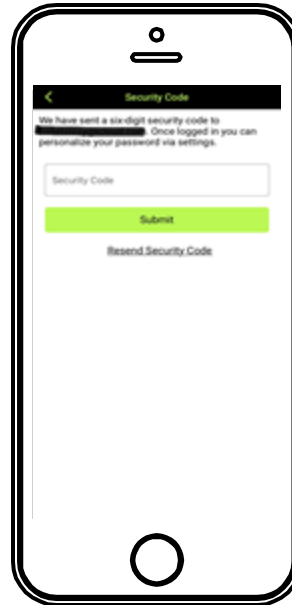 Security Code
We have sent a six-digit security code to
. Once logged in you can
personalize your password via settings.
Security Code
Submit
Resend Security Code